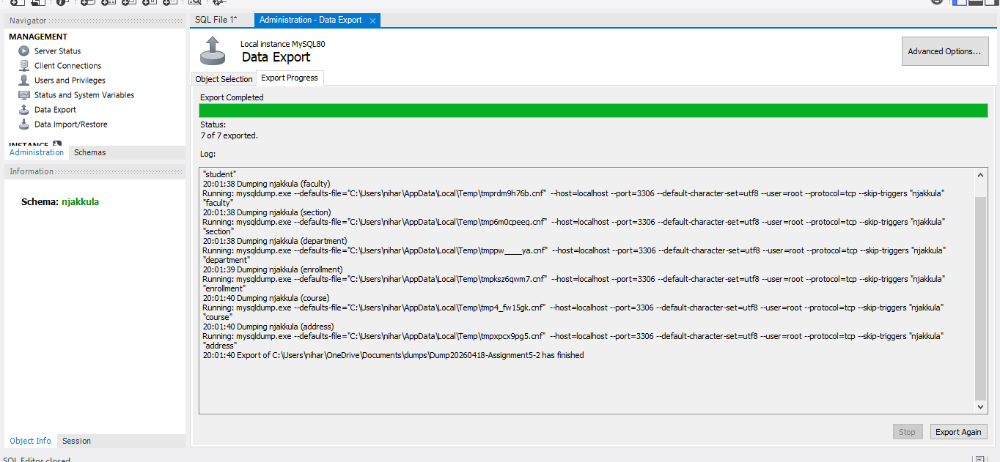 Navigator
MANAGEMENT
Server Status
Client Connections
Users and Privileges
Status and System Variables
Data Export
Data Import/Restore
INSTANCE
Administration Schemas
Information
Schema: njakkula
Object Info Session
SQL File 1*
Administration - Data Export
Local instance MySQL80
Data Export
Advanced Options...
Object Selection Export Progress
Export Completed
Status:
7 of 7 exported.
Log:
"student"
20:01:38 Dumping njakkula (faculty)
Running: mysqldump.exe --defaults-file="C:\Users\nihar\AppData\Local\Temp\tmprdm9h76b.cnf"  --host=localhost --port=3306 --default-character-set=utf8 --user=root --protocol=tcp --skip-triggers "njakkula"
"faculty"
20:01:38 Dumping njakkula (section)
Running: mysqldump.exe --defaults-file="C:\Users\nihar\AppData\Local\Temp\tmp6m0cpeeq.cnf"  --host=localhost --port=3306 --default-character-set=utf8 --user=root --protocol=tcp --skip-triggers "njakkula"
"section"
20:01:38 Dumping njakkula (department)
Running: mysqldump.exe --defaults-file="C:\Users\nihar\AppData\Local\Temp\tmppw____ya.cnf"  --host=localhost --port=3306 --default-character-set=utf8 --user=root --protocol=tcp --skip-triggers "njakkula"
"department"
20:01:39 Dumping njakkula (enrollment)
Running: mysqldump.exe --defaults-file="C:\Users\nihar\AppData\Local\Temp\tmpksz6qwm7.cnf"  --host=localhost --port=3306 --default-character-set=utf8 --user=root --protocol=tcp --skip-triggers "njakkula"
"enrollment"
20:01:40 Dumping njakkula (course)
Running: mysqldump.exe --defaults-file="C:\Users\nihar\AppData\Local\Temp\tmp4_fw15gk.cnf"  --host=localhost --port=3306 --default-character-set=utf8 --user=root --protocol=tcp --skip-triggers "njakkula"
"course"
20:01:40 Dumping njakkula (address)
Running: mysqldump.exe --defaults-file="C:\Users\nihar\AppData\Local\Temp\tmpxpcx9pg5.cnf"  --host=localhost --port=3306 --default-character-set=utf8 --user=root --protocol=tcp --skip-triggers "njakkula"
"address"
20:01:40 Export of C:\Users\nihar\OneDrive\Documents\dumps\Dump20260418-Assignment5-2 has finished
Stop Export Again
SQL Editor closed